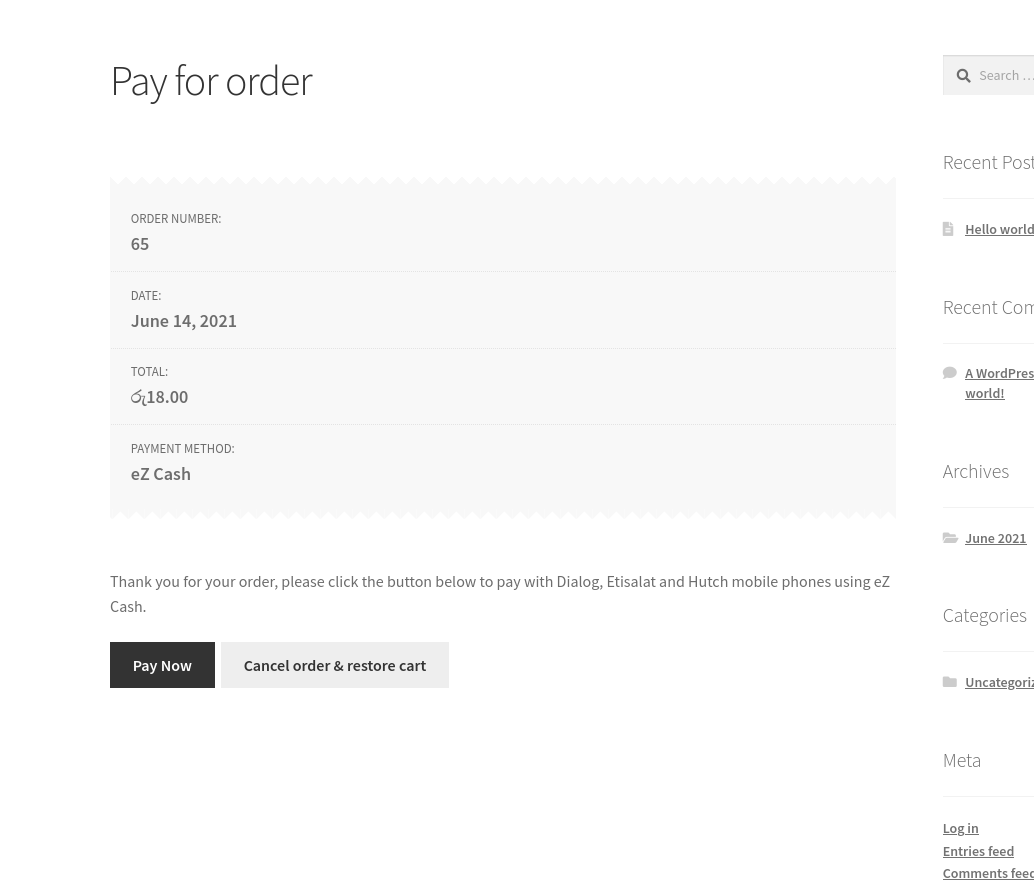 Pay for order
ORDER NUMBER:
65
DATE:
June 14, 2021
TOTAL:
රු18.00
PAYMENT METHOD:
eZ Cash
Thank you for your order, please click the button below to pay with Dialog, Etisalat and Hutch mobile phones using eZ
Cash.
Pay Now
Cancel order & restore cart
Search …
Recent Post
Hello world
Recent Com
A WordPres
world!
Archives
June 2021
Categories
Uncategoriz
Meta
Log in
Entries feed
Comments feed